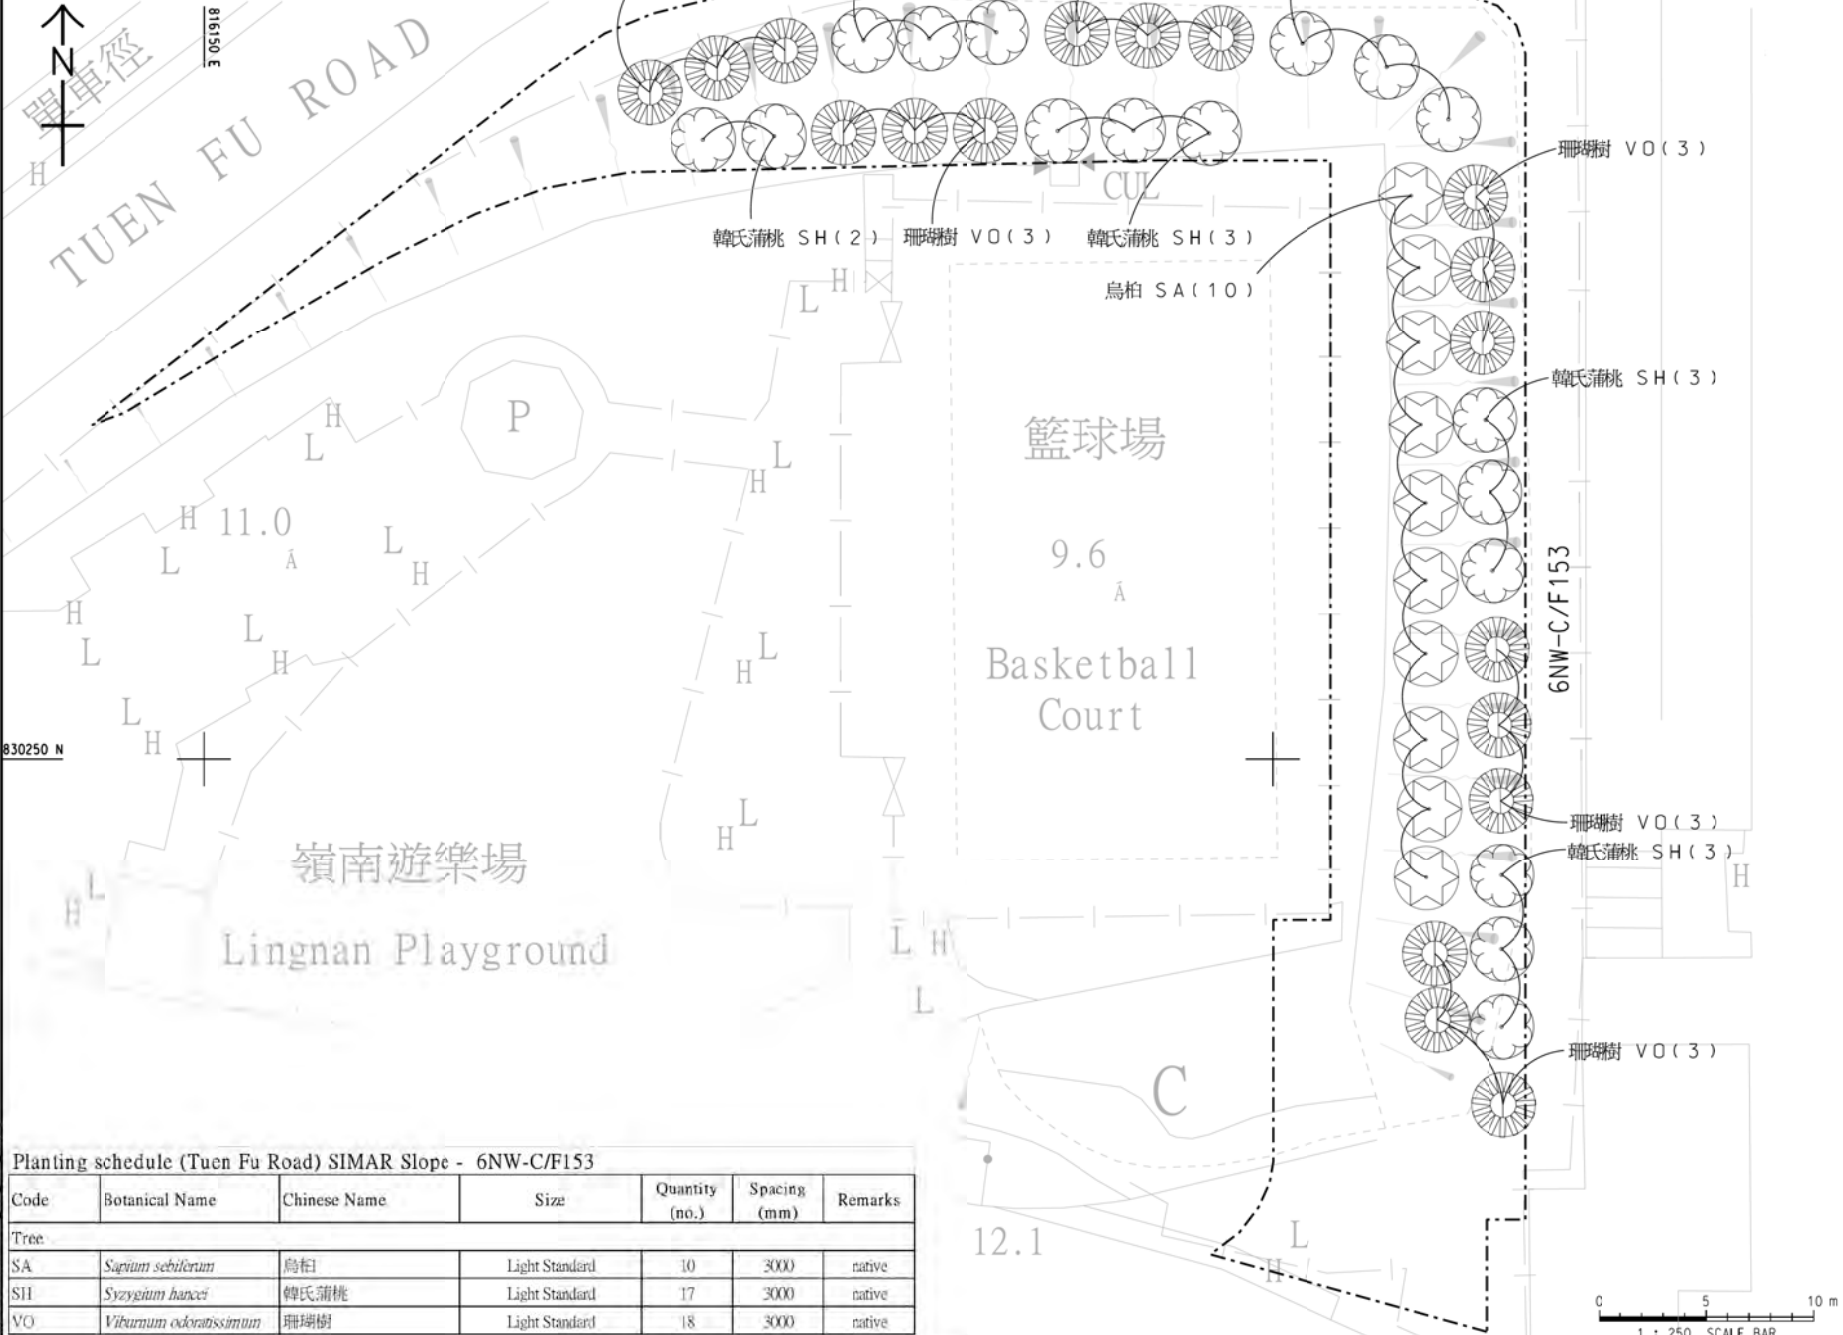 N
816150 E
單車徑
TUEN FU ROAD
H
CUL
珊瑚樹 VO(3)
韓氏蒲桃 SH(2)
珊瑚樹 VO(3)
韓氏蒲桃 SH(3)
烏桕 SA(10)
H
L
韓氏蒲桃 SH(3)
H
L
P
籃球場
L
H
H 11.0
L
L
H
9.6
H
L
L
H
Basketball
Court
L
H
6NW-C/F153
L
H
830250 N
L
H
珊瑚樹 VO(3)
韓氏蒲桃 SH(3)
H
嶺南遊樂場
Lingnan Playground
L
H
L H
L
珊瑚樹 VO(3)
C
12.1
L
H
Planting schedule (Tuen Fu Road) SIMAR Slope - 6NW-C/F153
Code Botanical Name Chinese Name Size Quantity (no.) Spacing (mm) Remarks
Tree
SA Sapium sebiferum 烏桕 Light Standard 10 3000 native
SH Syzygium hancei 韓氏蒲桃 Light Standard 17 3000 native
VO Viburnum odoratissimum 珊瑚樹 Light Standard 18 3000 native
0 5 10 m
1 : 250 SCALE BAR